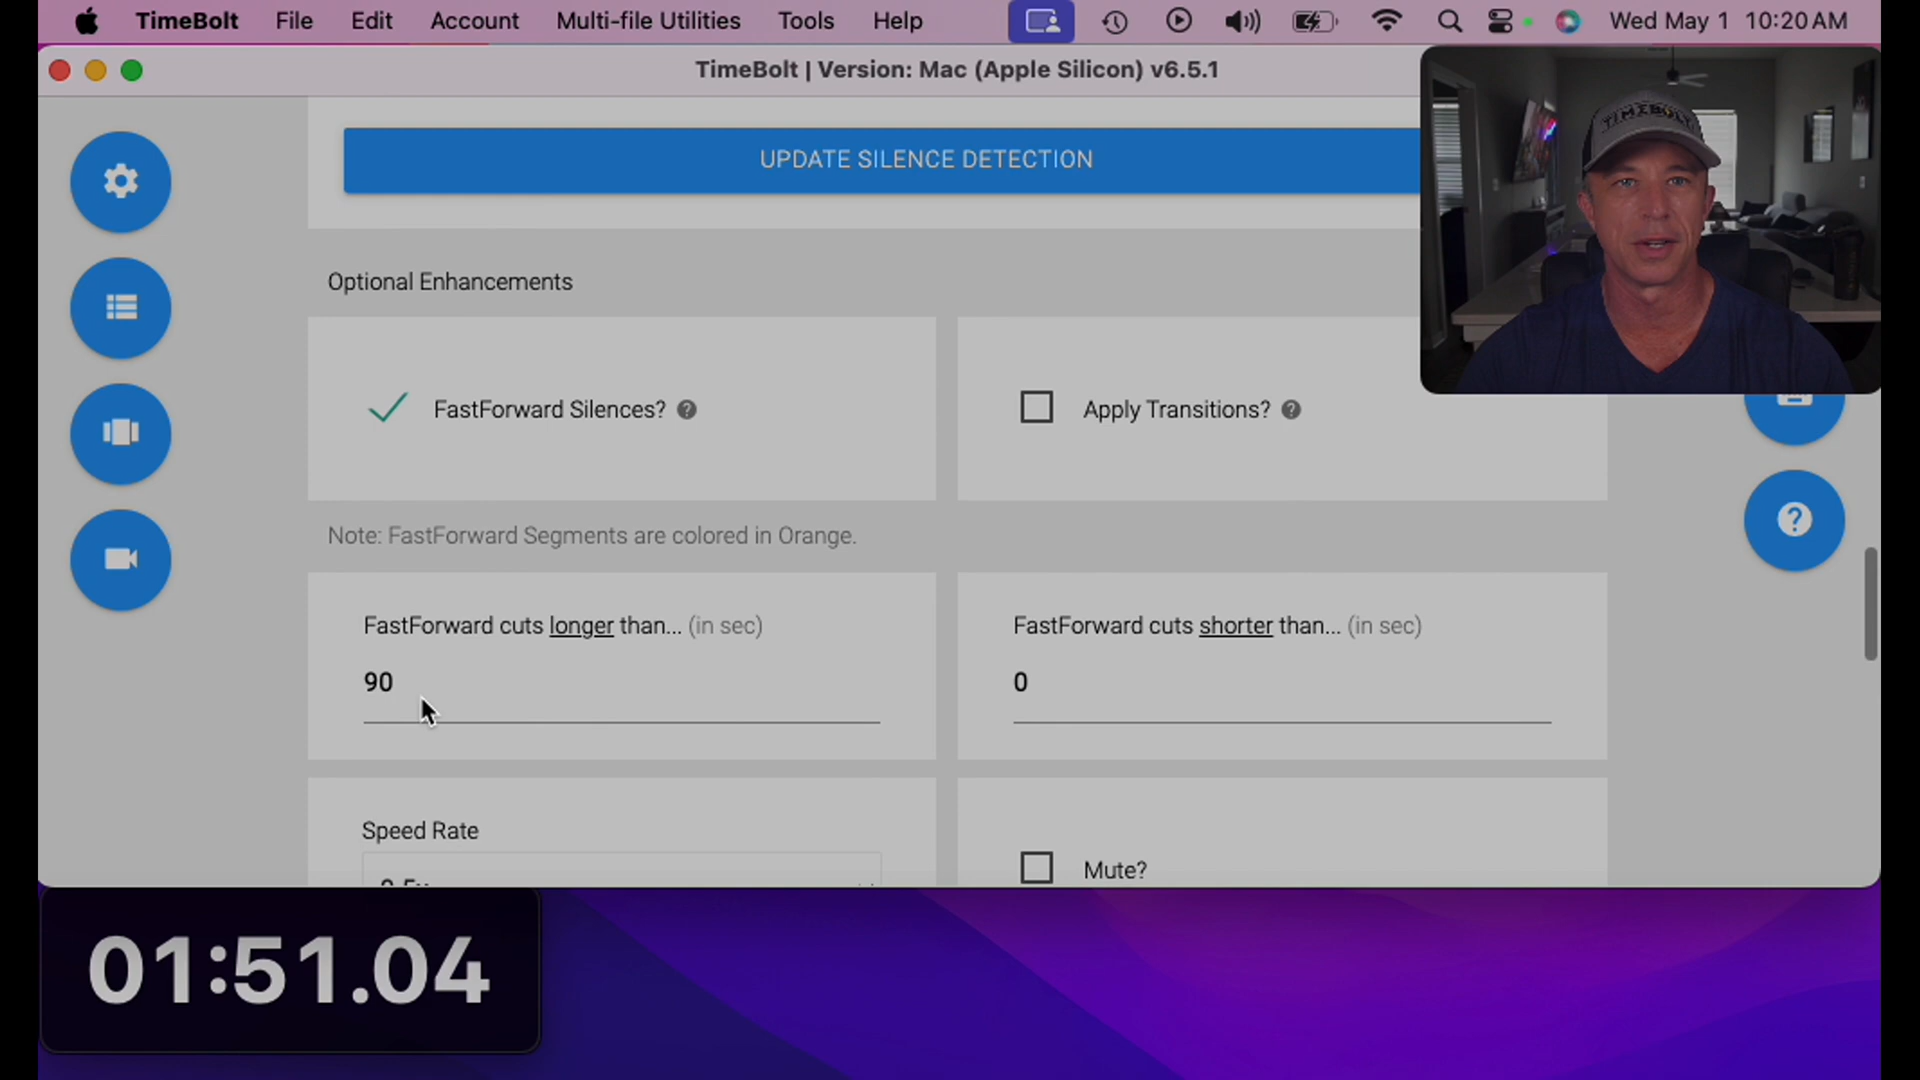 TimeBolt File Edit Account Multi-file Utilities Tools Help Wed May 1 10:20 AM
TimeBolt | Version: Mac (Apple Silicon) v6.5.1
TIMEBOLT
UPDATE SILENCE DETECTION
Optional Enhancements
FastForward Silences?
Apply Transitions?
Note: FastForward Segments are colored in Orange.
FastForward cuts longer than... (in sec)
90
FastForward cuts shorter than... (in sec)
0
Speed Rate
Mute?
01:51.04